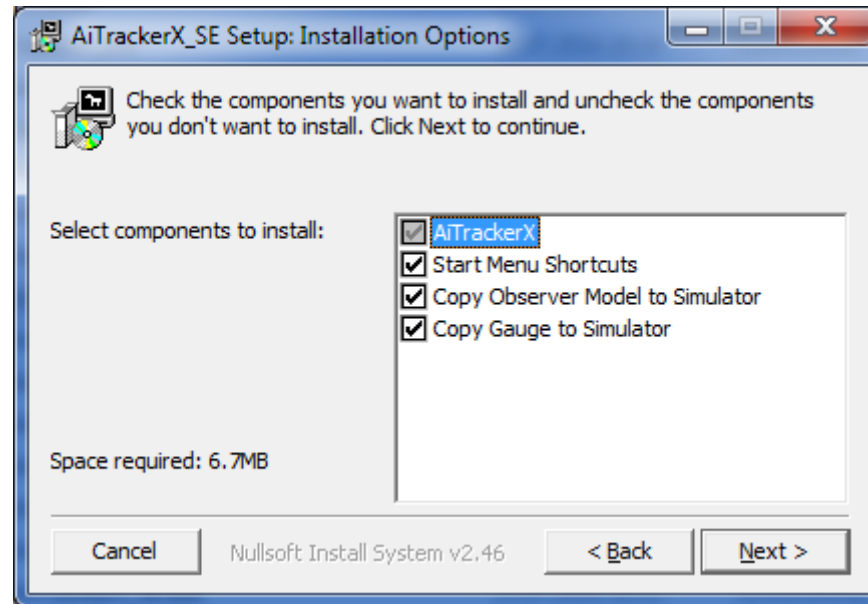 AiTrackerX_SE Setup: Installation Options
Check the components you want to install and uncheck the components
you don't want to install. Click Next to continue.
Select components to install:
AiTrackerX
Start Menu Shortcuts
Copy Observer Model to Simulator
Copy Gauge to Simulator
Space required: 6.7MB
Cancel
Nullsoft Install System v2.46
< Back
Next >